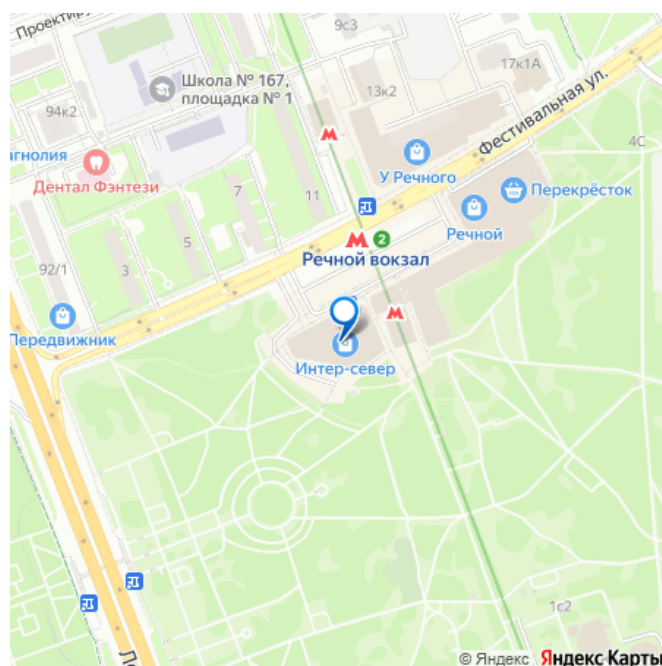 Проектиру
9с3
17к1А
Школа № 167,
площадка № 1
13к2
94к2
Фестивальная ул.
4С
агнолия
Дентал Фэнтези
У Речного
Перекрёсток
7
11
Речной
5
2
92/1
3
Речной вокзал
Передвижник
Интер-север
1с2
Ле
© Яндекс Яндекс Карты